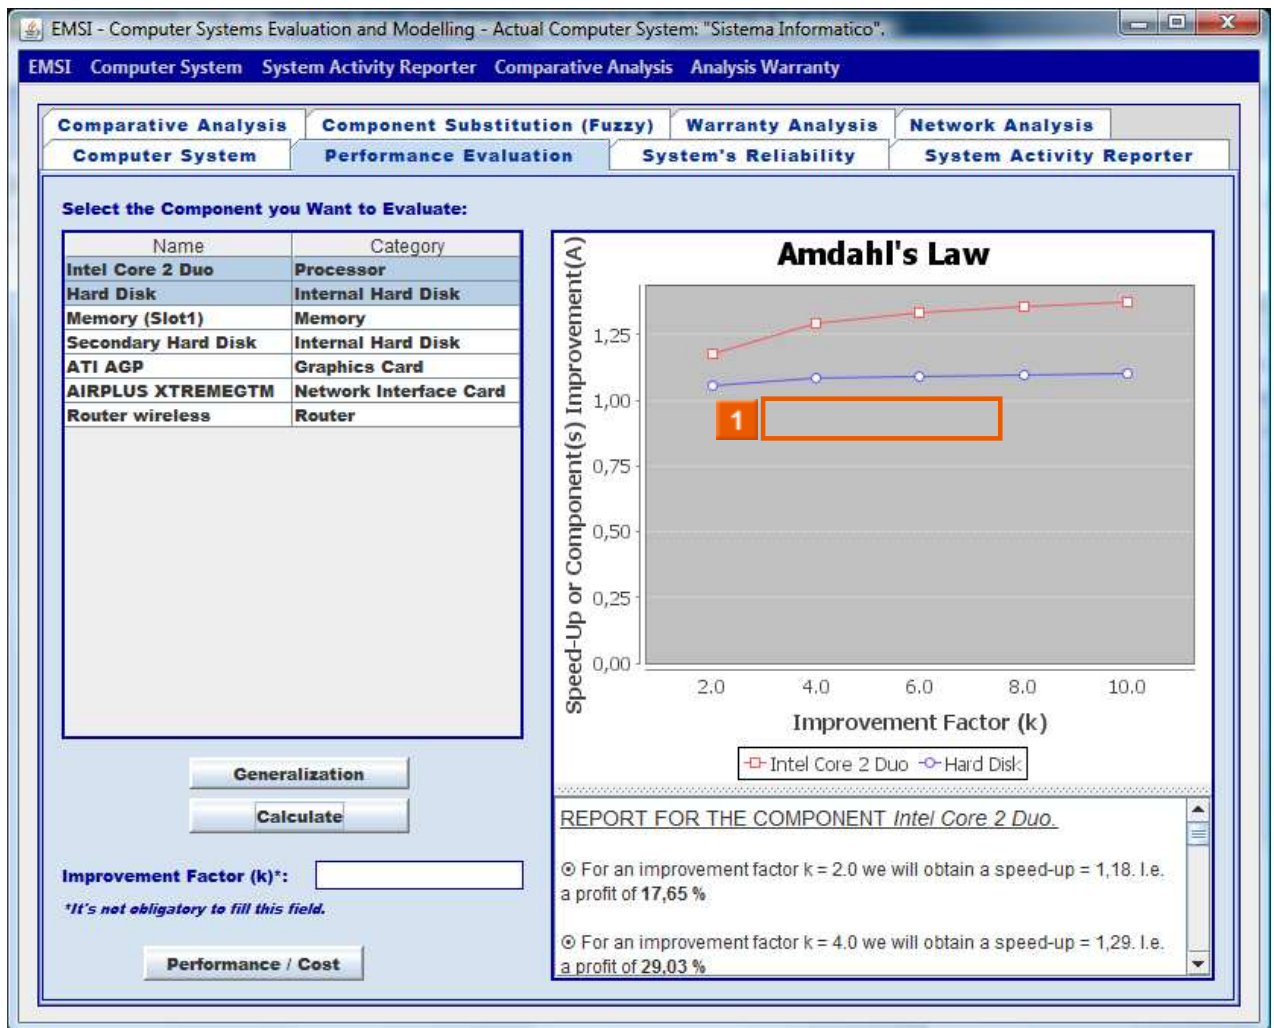 EMSI - Computer Systems Evaluation and Modelling - Actual Computer System: "Sistema Informatico".
EMSI Computer System System Activity Reporter Comparative Analysis Analysis Warranty
Comparative Analysis Component Substitution (Fuzzy) Warranty Analysis Network Analysis
Computer System Performance Evaluation System's Reliability System Activity Reporter
Select the Component you Want to Evaluate:
Name Category
Intel Core 2 Duo Processor
Hard Disk Internal Hard Disk
Memory (Slot1) Memory
Secondary Hard Disk Internal Hard Disk
ATI AGP Graphics Card
AIRPLUS XTREMEGTM Network Interface Card
Router wireless Router
Generalization
Calculate
Improvement Factor (k)*:
*It's not obligatory to fill this field.
Performance / Cost
Amdahl's Law
Speed-Up or Component(s) Improvement(A)
1,25
1,00
0,75
0,50
0,25
0,00
1
2.0 4.0 6.0 8.0 10.0
Improvement Factor (k)
Intel Core 2 Duo Hard Disk
REPORT FOR THE COMPONENT Intel Core 2 Duo.
⊙ For an improvement factor k = 2.0 we will obtain a speed-up = 1,18. I.e.
a profit of 17,65 %
⊙ For an improvement factor k = 4.0 we will obtain a speed-up = 1,29. I.e.
a profit of 29,03 %